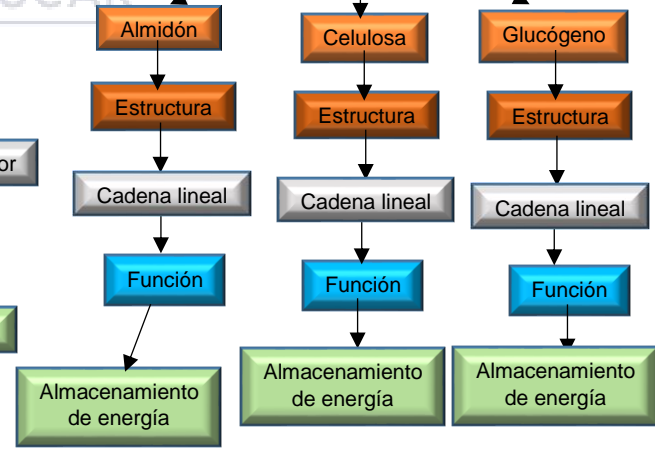 Almidón
Celulosa
Glucógeno
Estructura
Estructura
Estructura
or
Cadena lineal
Cadena lineal
Cadena lineal
Función
Función
Función
Almacenamiento
de energía
Almacenamiento
de energía
Almacenamiento
de energía